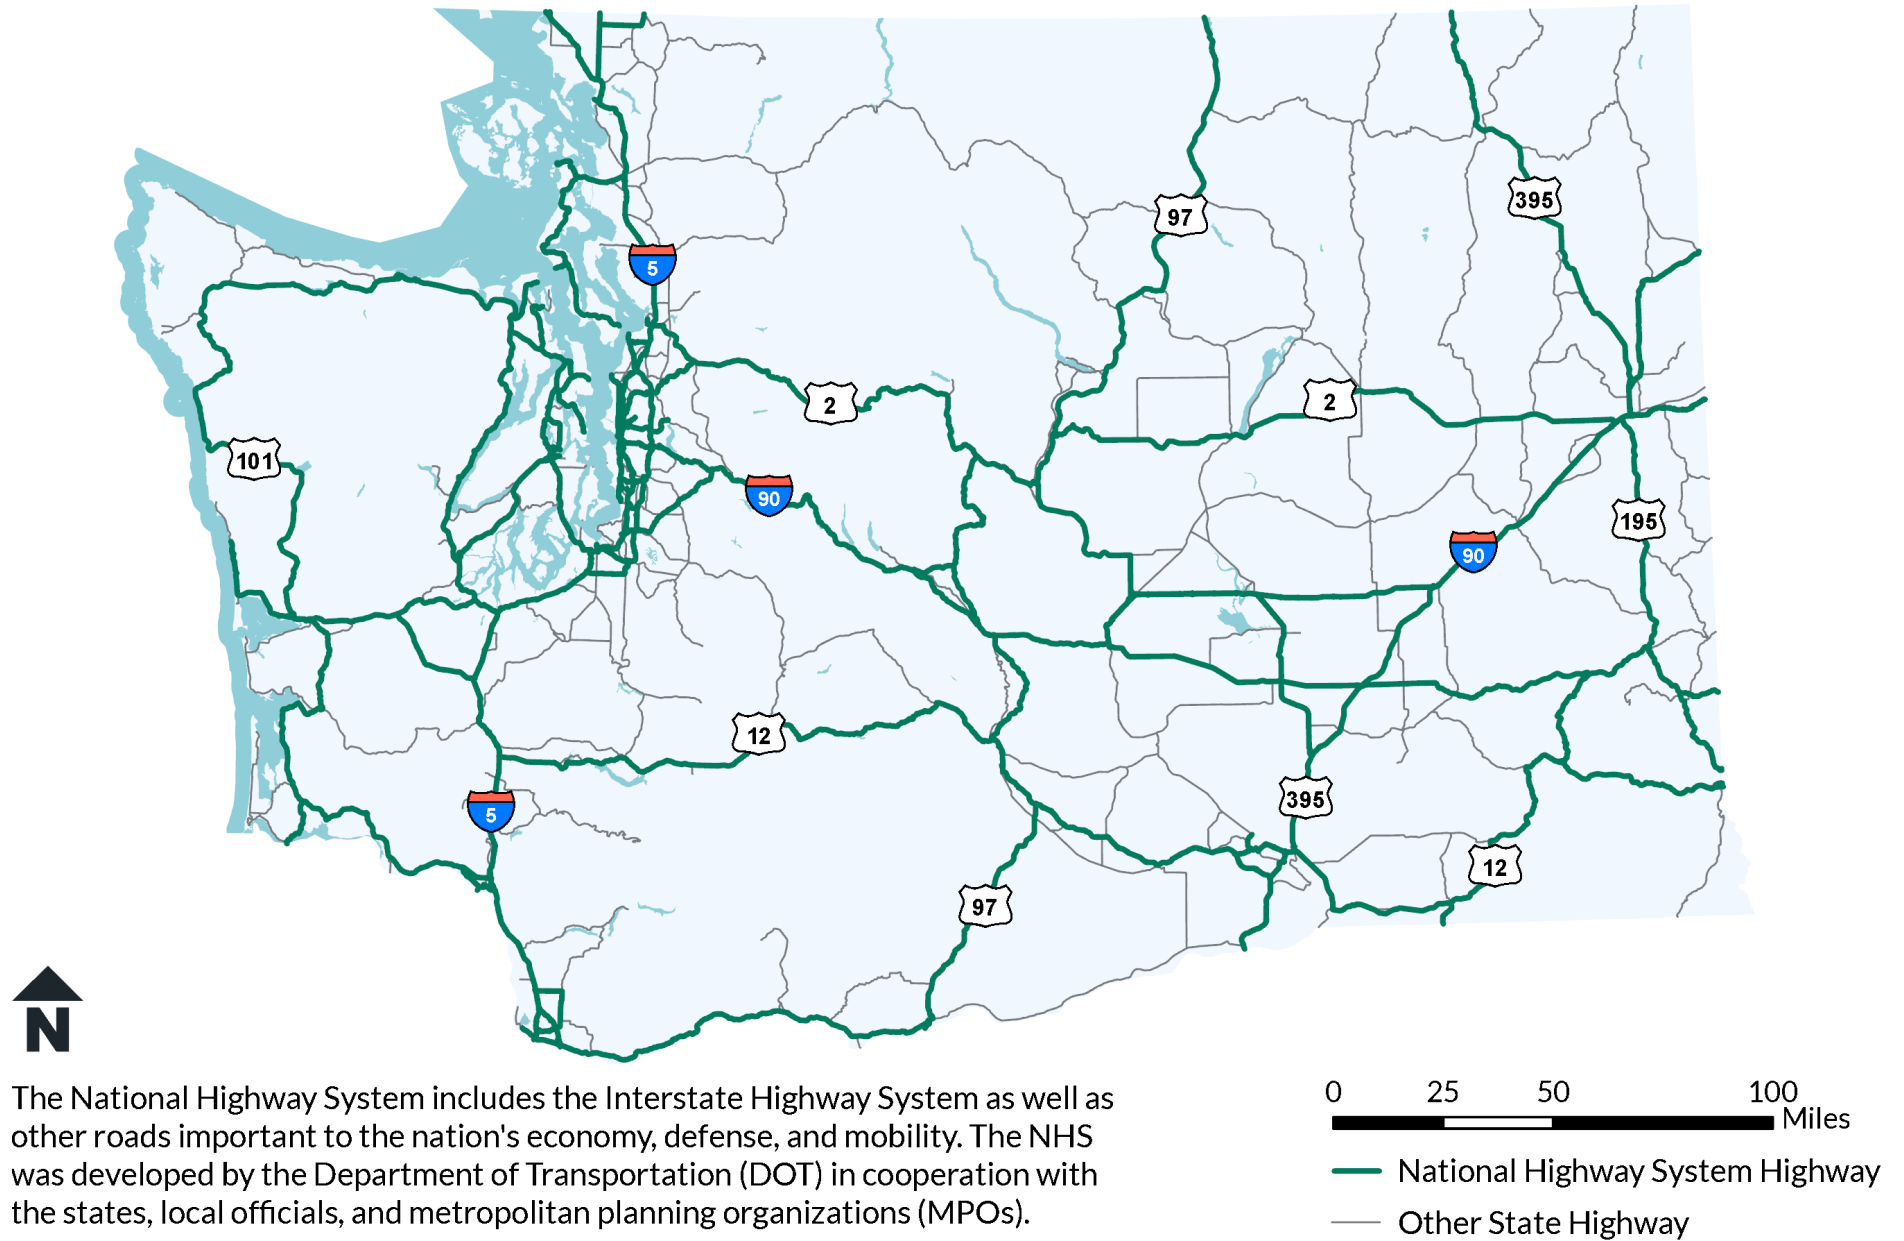 395
97
5
2
2
101
90
195
90
12
5
395
12
97
N
The National Highway System includes the Interstate Highway System as well as
other roads important to the nation's economy, defense, and mobility. The NHS
was developed by the Department of Transportation (DOT) in cooperation with
the states, local officials, and metropolitan planning organizations (MPOs).
0 25 50 100
Miles
National Highway System Highway
Other State Highway